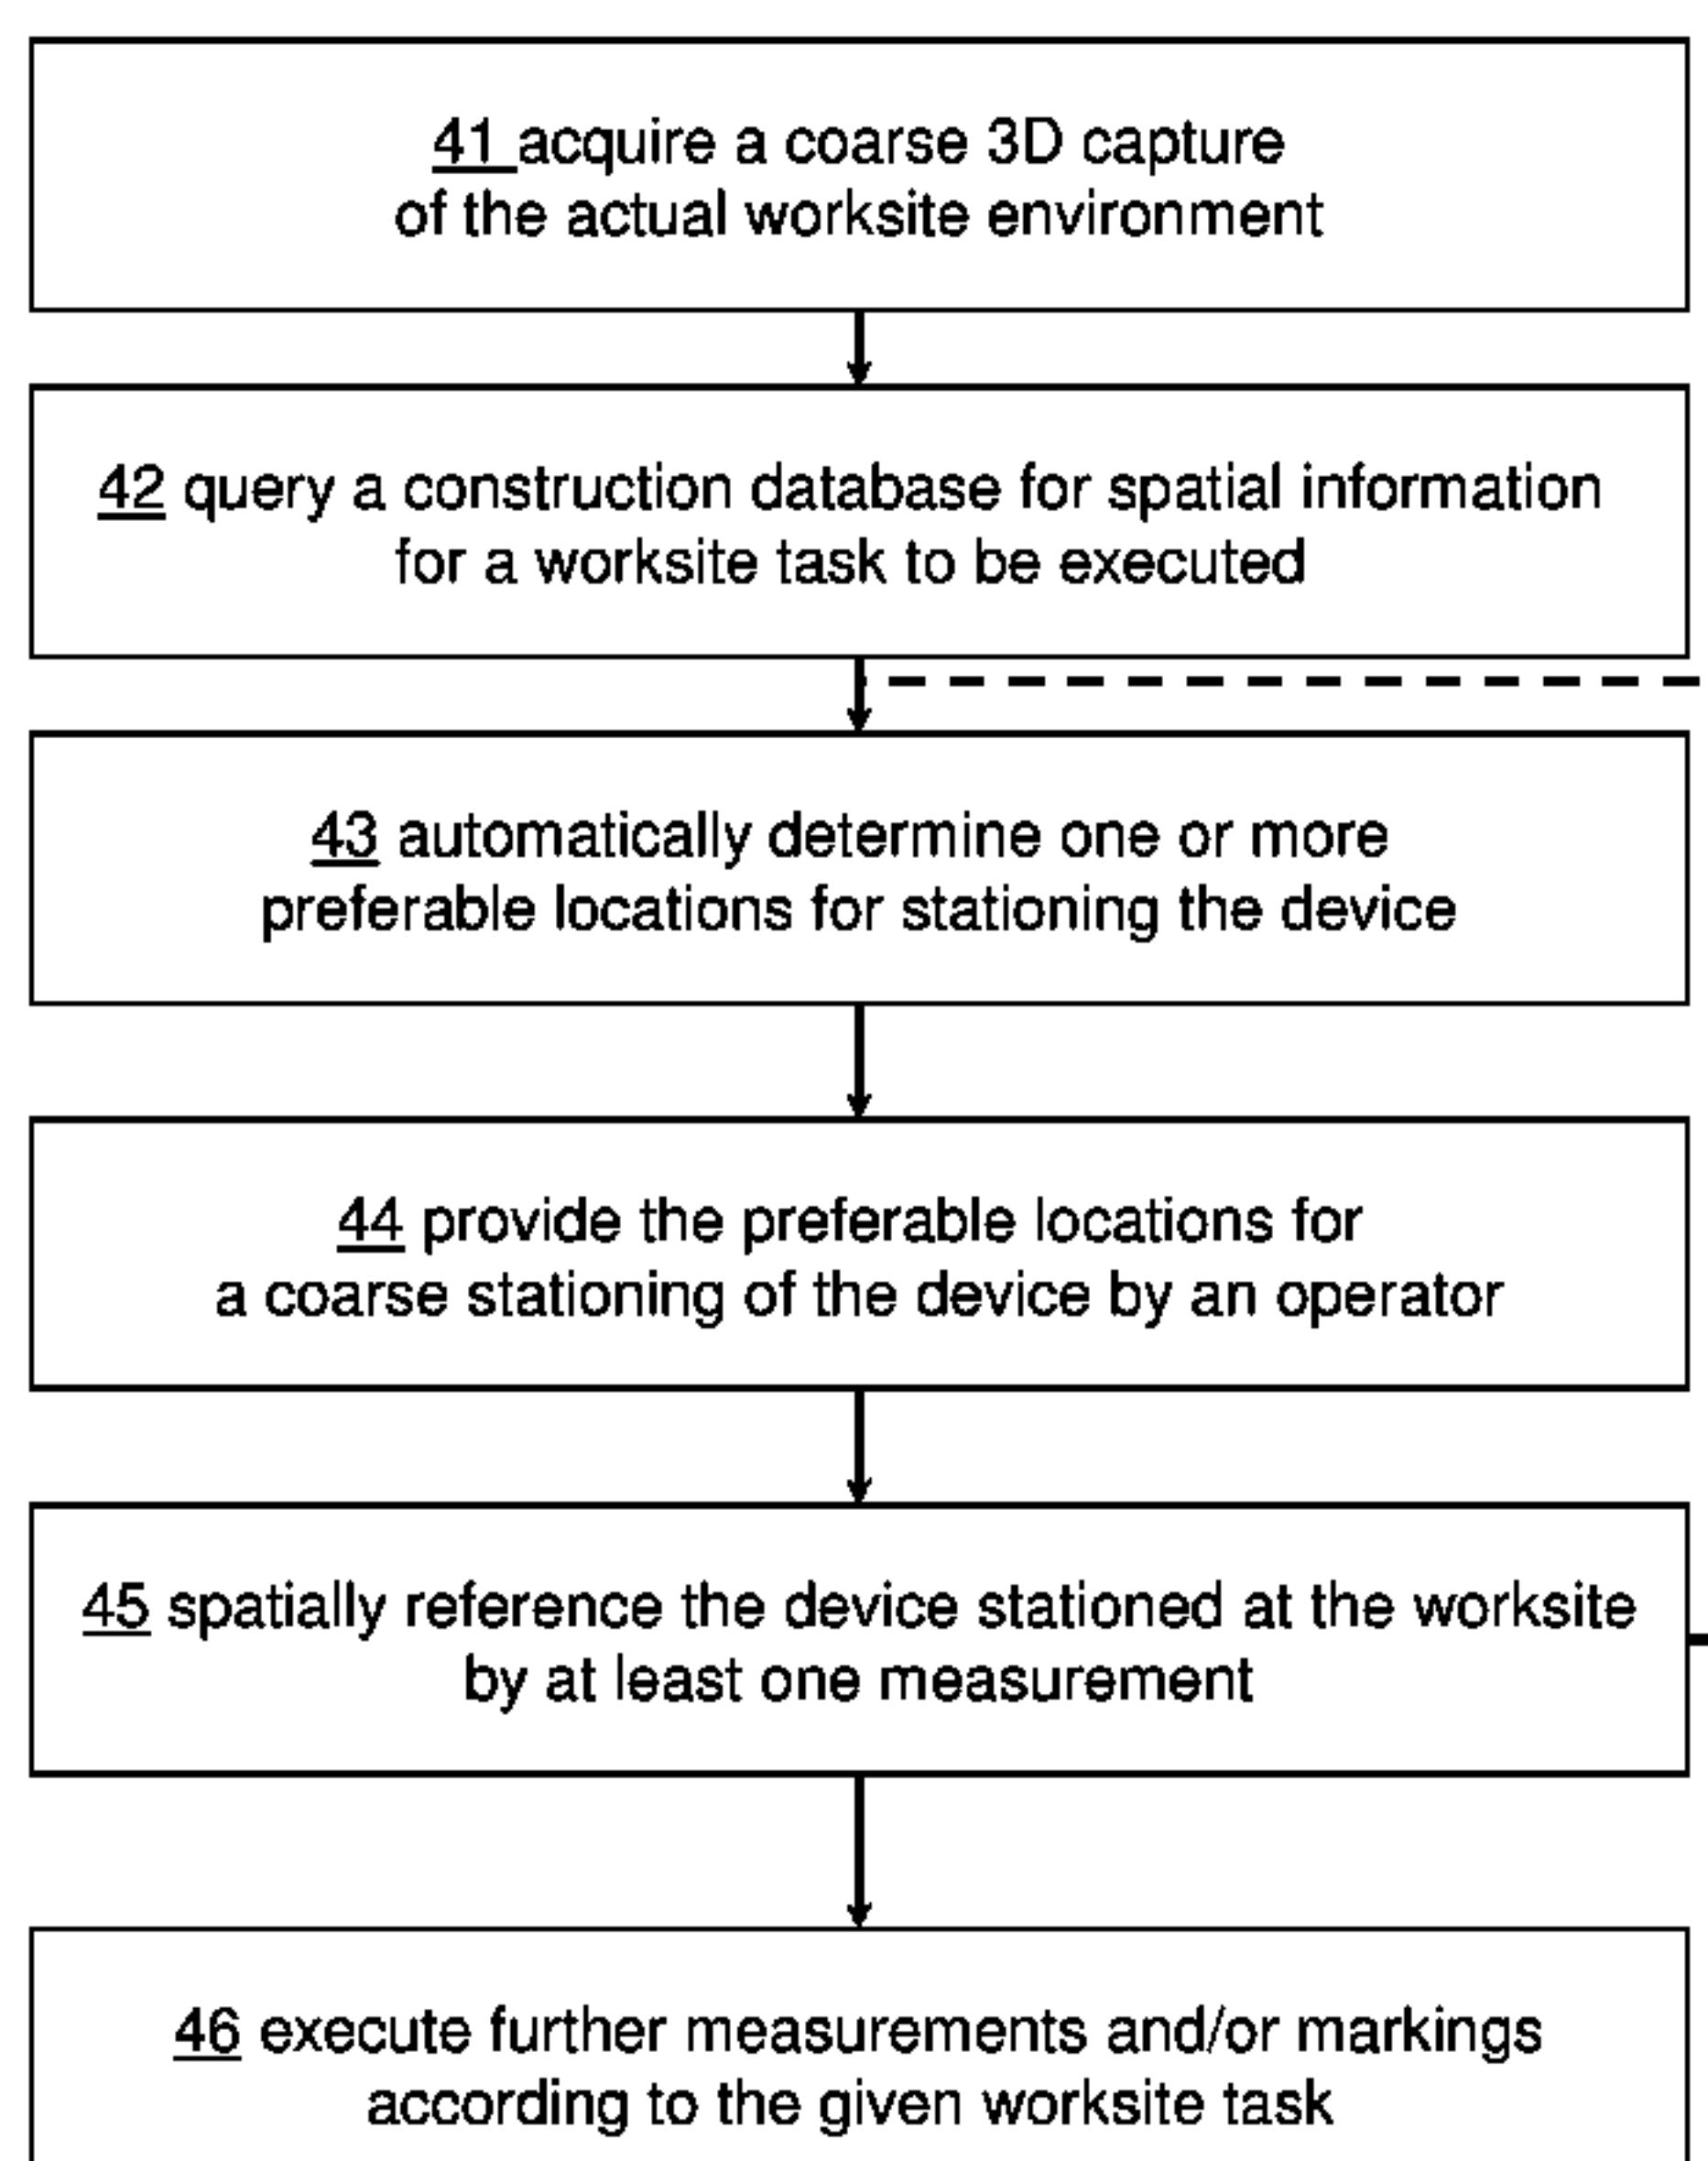 41 acquire a coarse 3D capture
of the actual worksite environment
42 query a construction database for spatial information
for a worksite task to be executed
43 automatically determine one or more
preferable locations for stationing the device
44 provide the preferable locations for
a coarse stationing of the device by an operator
45 spatially reference the device stationed at the worksite
by at least one measurement
46 execute further measurements and/or markings
according to the given worksite task